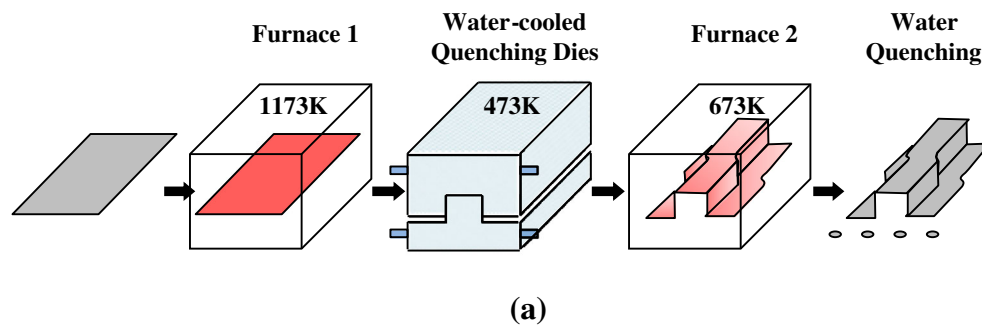 Furnace 1
Water-cooled
Quenching Dies
Furnace 2
Water
Quenching
1173K
473K
673K
(a)